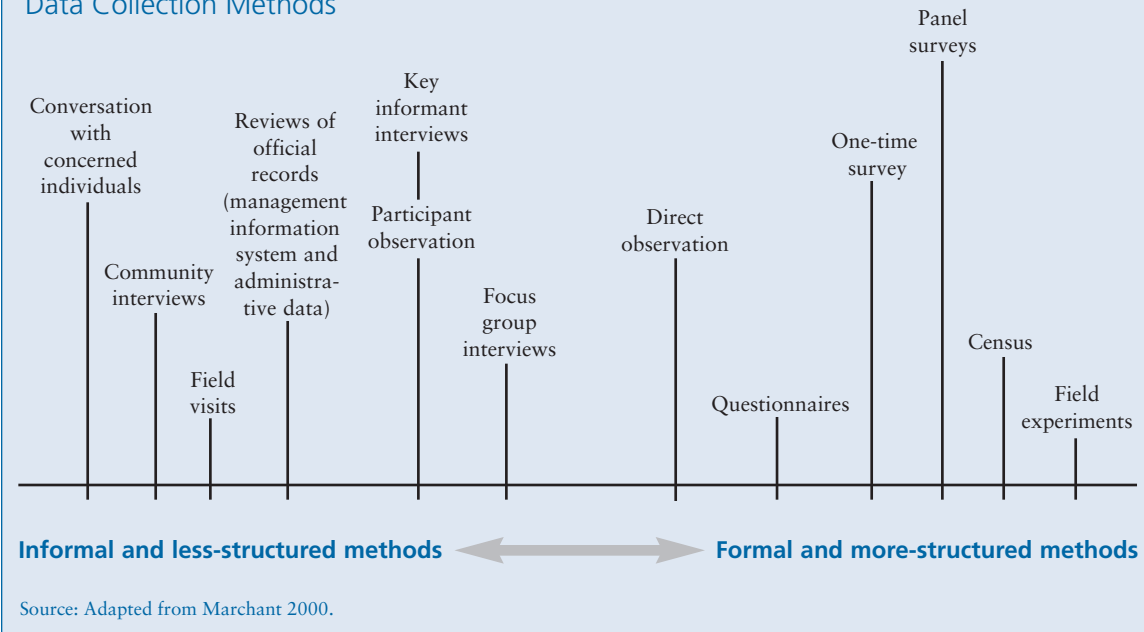 Data Collection Methods
Conversation
with
concerned
individuals
Community
interviews
Field
visits
Reviews of
official
records
(management
information
system and
administra-
tive data)
Key
informant
interviews
Participant
observation
Focus
group
interviews
Direct
observation
Questionnaires
One-time
survey
Panel
surveys
Census
Field
experiments
Informal and less-structured methods
Formal and more-structured methods
Source: Adapted from Marchant 2000.